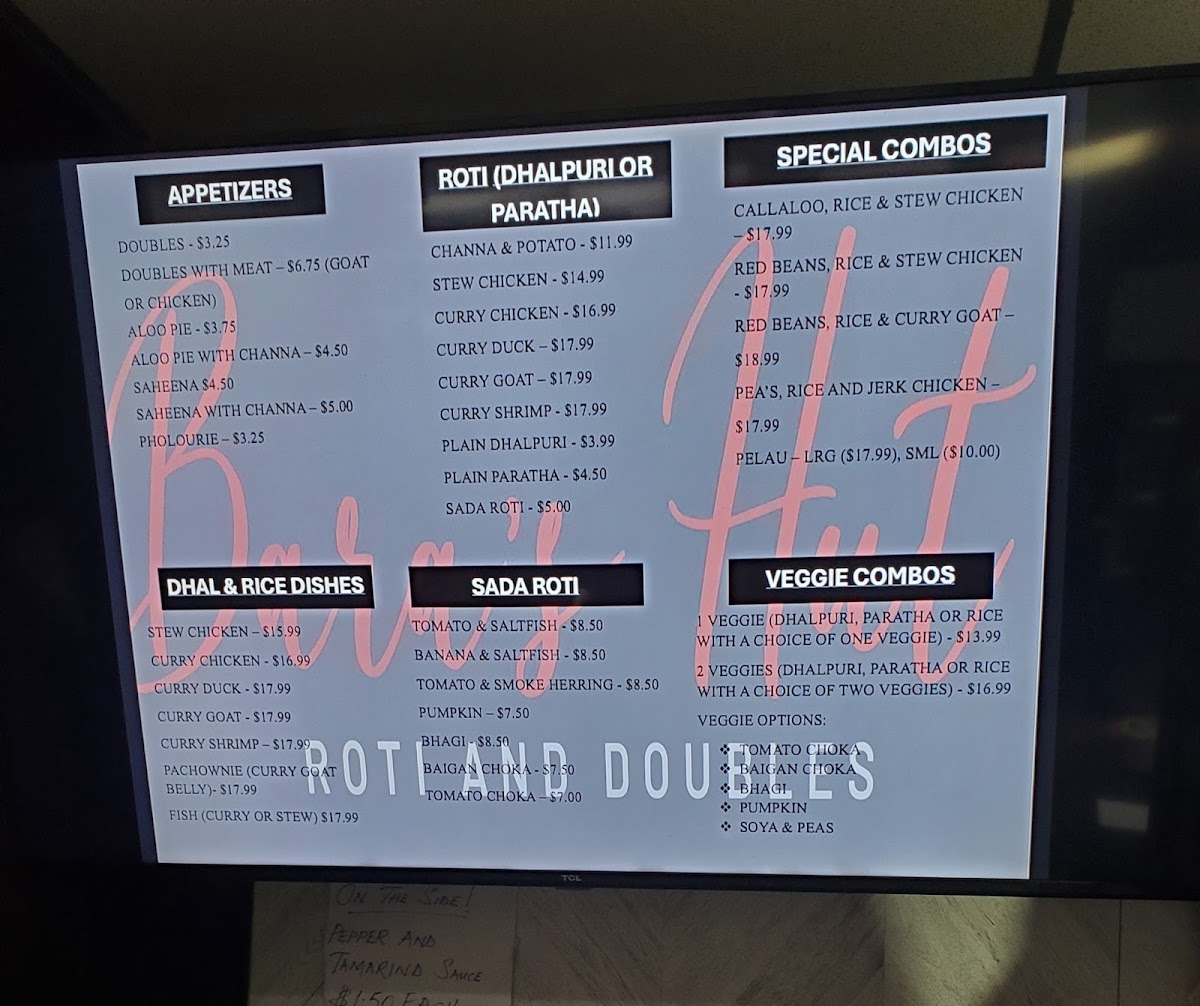 APPETIZERS
DOUBLES - $3.25
DOUBLES WITH MEAT – $6.75 (GOAT
OR CHICKEN)
ALOO PIE - $3.75
ALOO PIE WITH CHANNA – $4.50
SAHEENA $4.50
SAHEENA WITH CHANNA – $5.00
PHOLOURIE – $3.25
ROTI (DHALPURI OR
PARATHA)
CHANNA & POTATO - $11.99
STEW CHICKEN - $14.99
CURRY CHICKEN - $16.99
CURRY DUCK – $17.99
CURRY GOAT – $17.99
CURRY SHRIMP - $17.99
PLAIN DHALPURI - $3.99
PLAIN PARATHA - $4.50
SADA ROTI - $5.00
SPECIAL COMBOS
CALLALOO, RICE & STEW CHICKEN
– $17.99
RED BEANS, RICE & STEW CHICKEN
- $17.99
RED BEANS, RICE & CURRY GOAT –
$18.99
PEA'S, RICE AND JERK CHICKEN –
$17.99
PELAU – LRG ($17.99), SML ($10.00)
Bara's Hut
DHAL & RICE DISHES
STEW CHICKEN – $15.99
CURRY CHICKEN - $16.99
CURRY DUCK - $17.99
CURRY GOAT - $17.99
CURRY SHRIMP – $17.99
PACHOWNIE (CURRY GOAT
BELLY)- $17.99
FISH (CURRY OR STEW) $17.99
SADA ROTI
TOMATO & SALTFISH - $8.50
BANANA & SALTFISH - $8.50
TOMATO & SMOKE HERRING - $8.50
PUMPKIN – $7.50
BHAGI - $8.50
BAIGAN CHOKA - $7.50
TOMATO CHOKA – $7.00
VEGGIE COMBOS
1 VEGGIE (DHALPURI, PARATHA OR RICE
WITH A CHOICE OF ONE VEGGIE) - $13.99
2 VEGGIES (DHALPURI, PARATHA OR RICE
WITH A CHOICE OF TWO VEGGIES) - $16.99
VEGGIE OPTIONS:
❖ TOMATO CHOKA
❖ BAIGAN CHOKA
❖ BHAGI
❖ PUMPKIN
❖ SOYA & PEAS
ROTI AND DOUBLES
TCL
ON THE SIDE!
PEPPER AND
TAMARIND SAUCE
$1.50 EACH